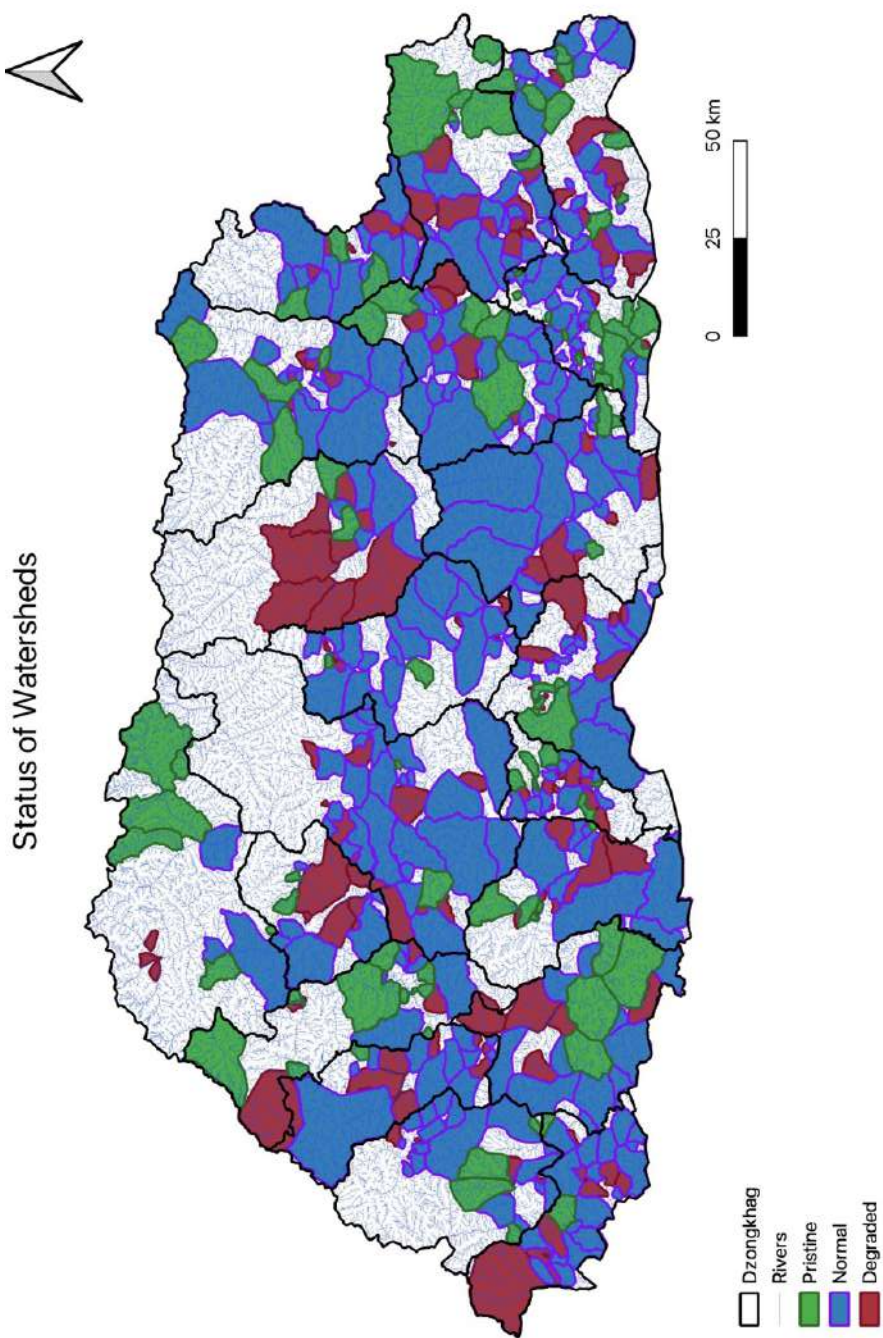 Status of Watersheds
0 25 50 km
Dzongkhag
Rivers
Pristine
Normal
Degraded